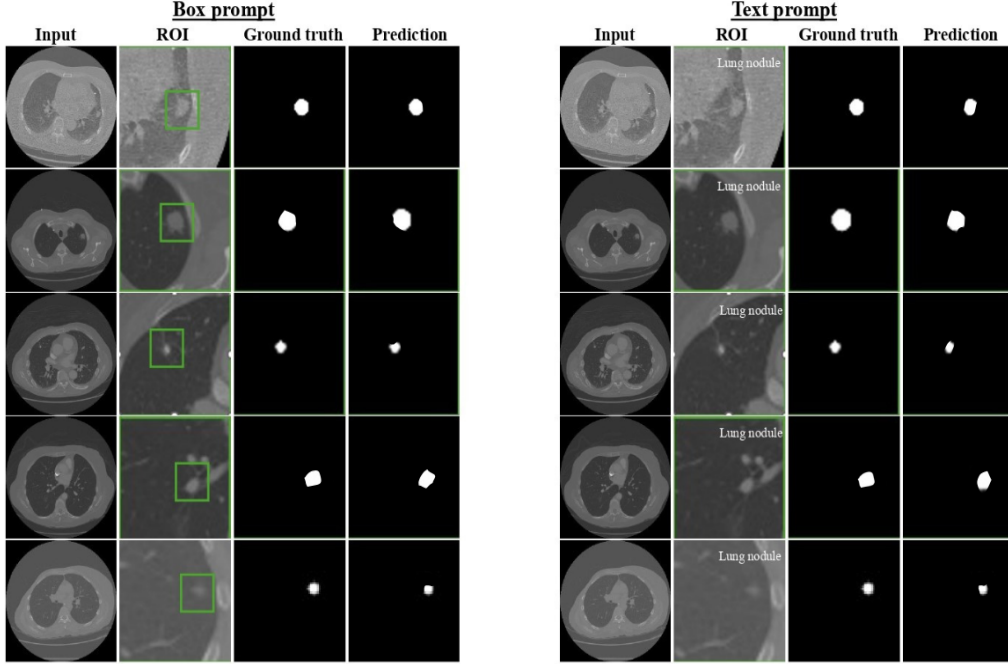 Box prompt
Input ROI Ground truth Prediction
Text prompt
Input ROI Ground truth Prediction
Lung nodule
Lung nodule
Lung nodule
Lung nodule
Lung nodule